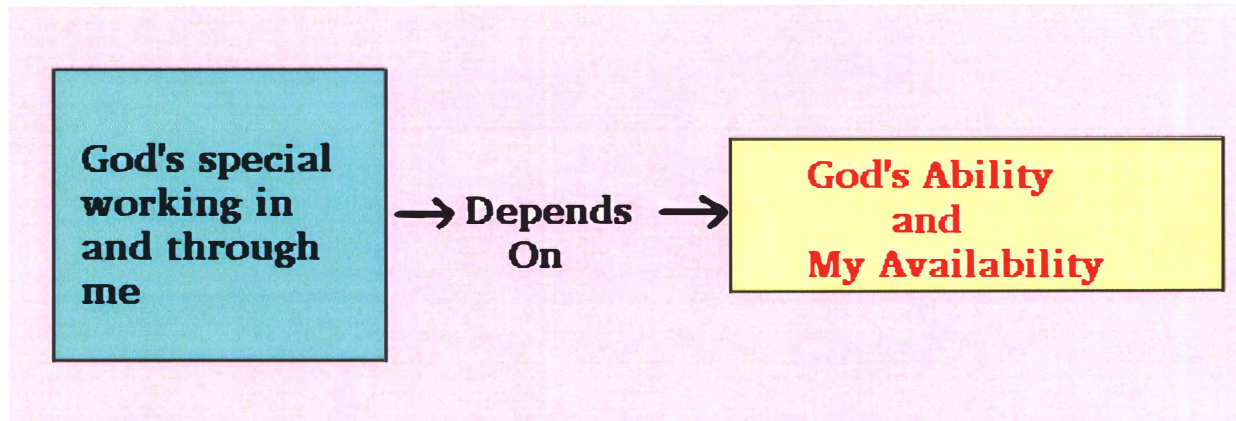 God's special
working in
and through
me
Depends
On
God's Ability
and
My Availability